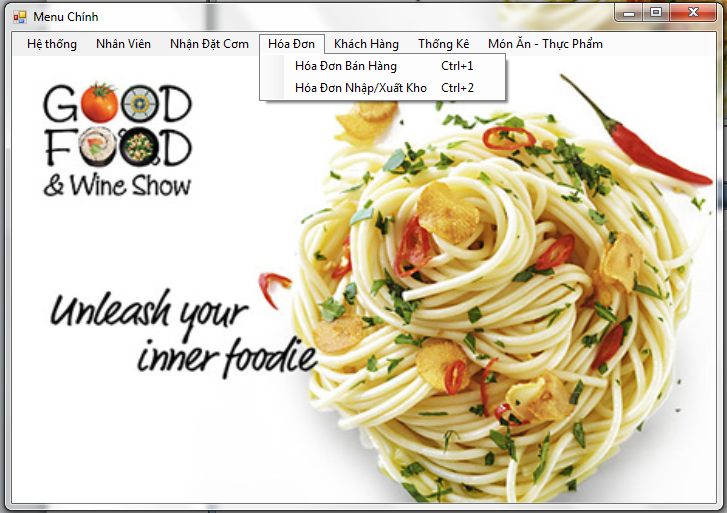 Menu Chính
Hệ thống Nhân Viên Nhận Đặt Cơm Hóa Đơn Khách Hàng Thống Kê Món Ăn - Thực Phẩm
Hóa Đơn Bán Hàng Ctrl+1
Hóa Đơn Nhập/Xuất Kho Ctrl+2
GOOD
FOOD
& Wine Show
Unleash your
inner foodie